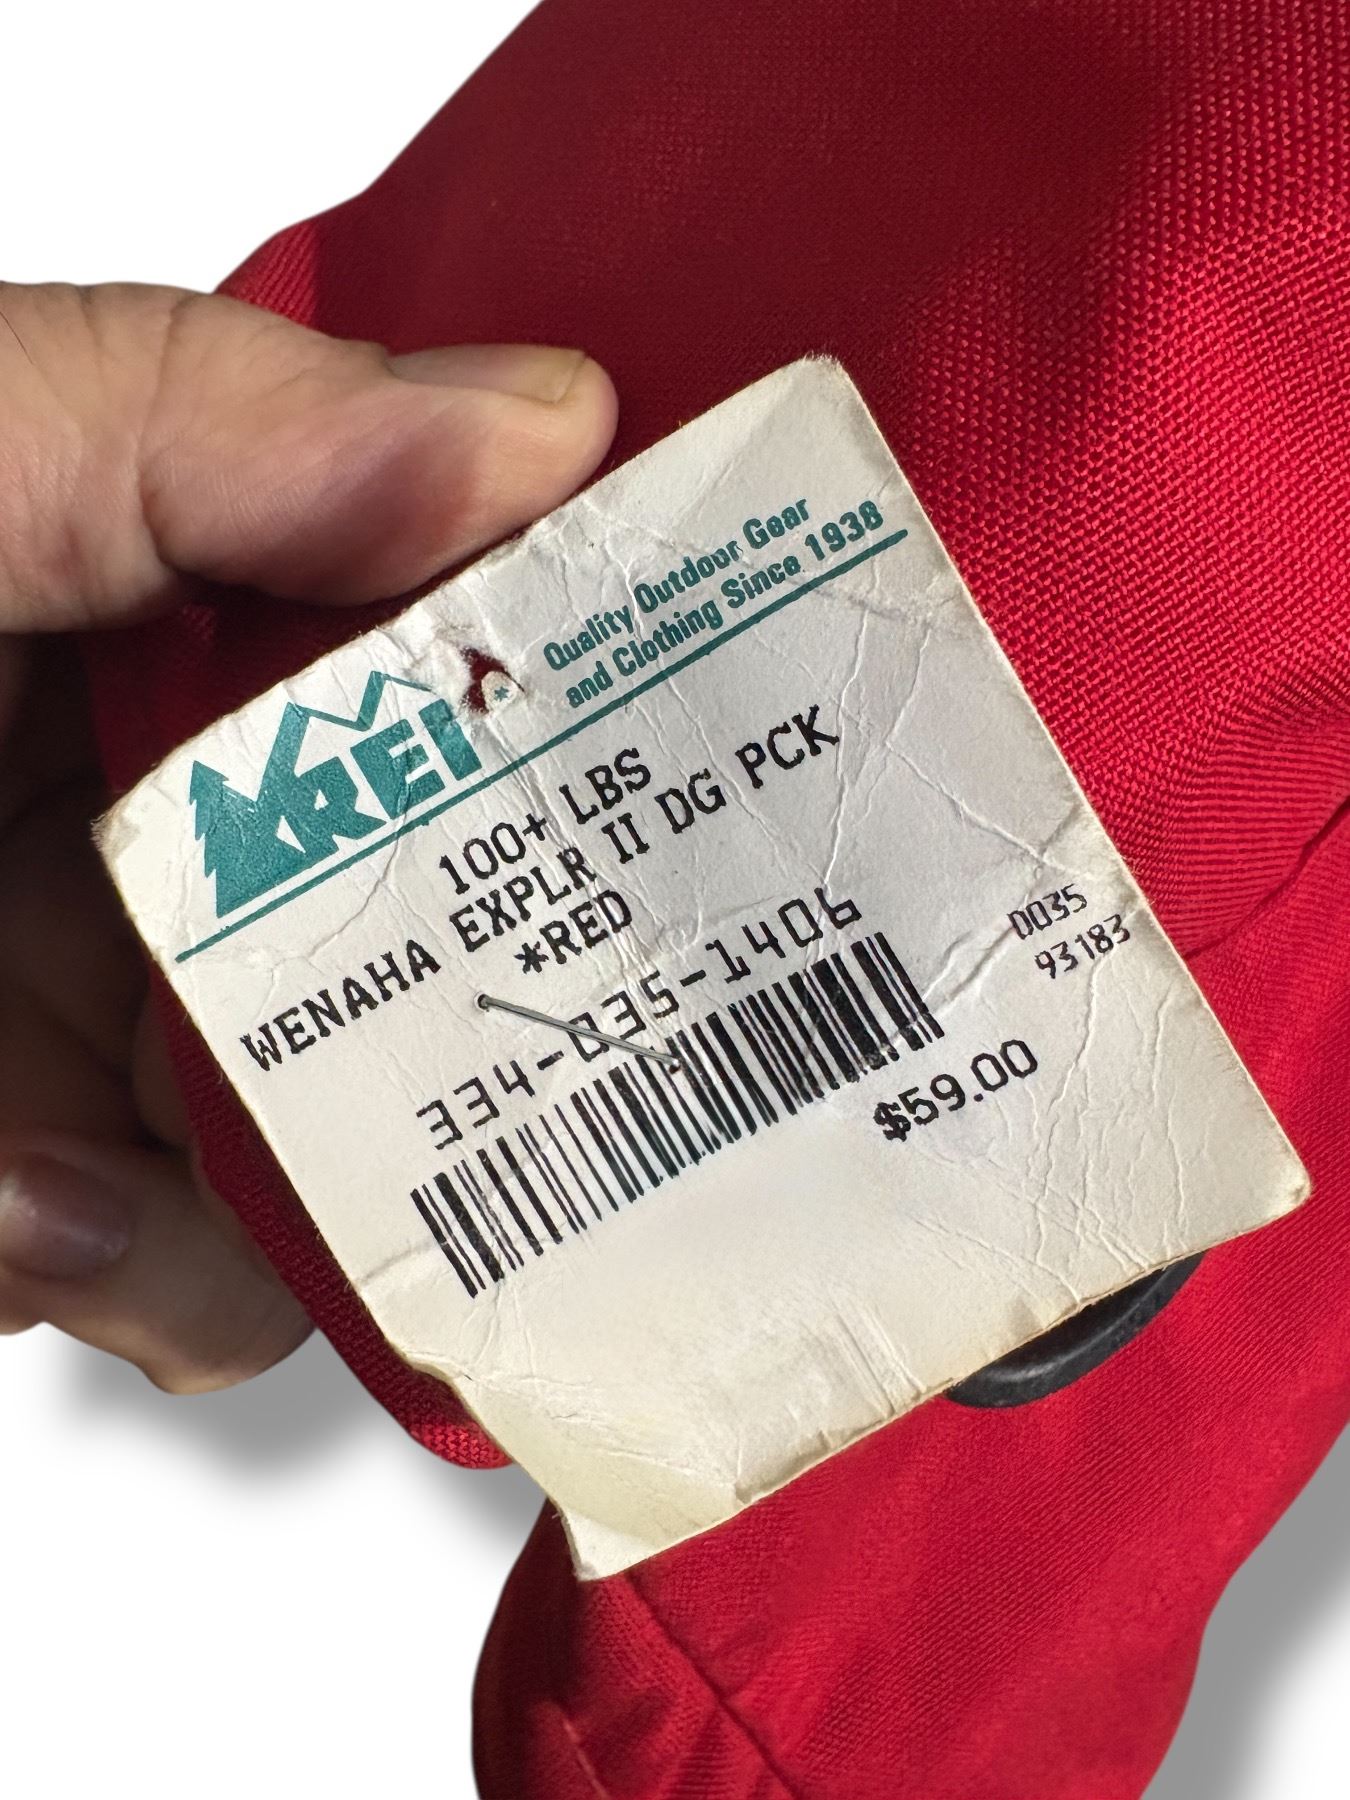 REI
Quality Outdoor Gear
and Clothing Since 1938
100+ LBS
WENAHA EXPLR II DG PCK
*RED
334-035-1406
D035
93183
$59.00